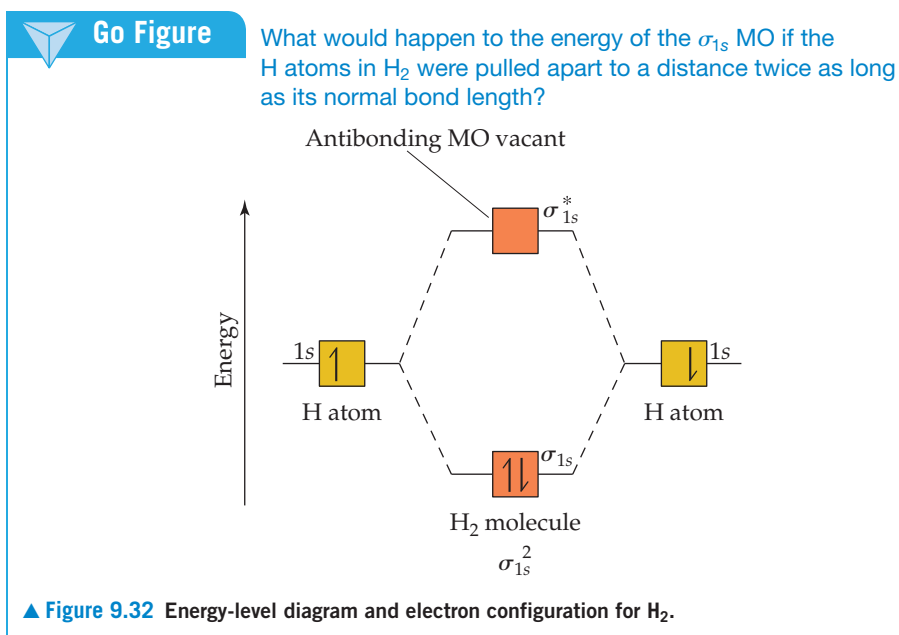 Go Figure
What would happen to the energy of the σ1s MO if the
H atoms in H2 were pulled apart to a distance twice as long
as its normal bond length?
Antibonding MO vacant
σ*1s
Energy
1s
1s
H atom
H atom
σ1s
H2 molecule
σ1s2
▲ Figure 9.32 Energy-level diagram and electron configuration for H2.